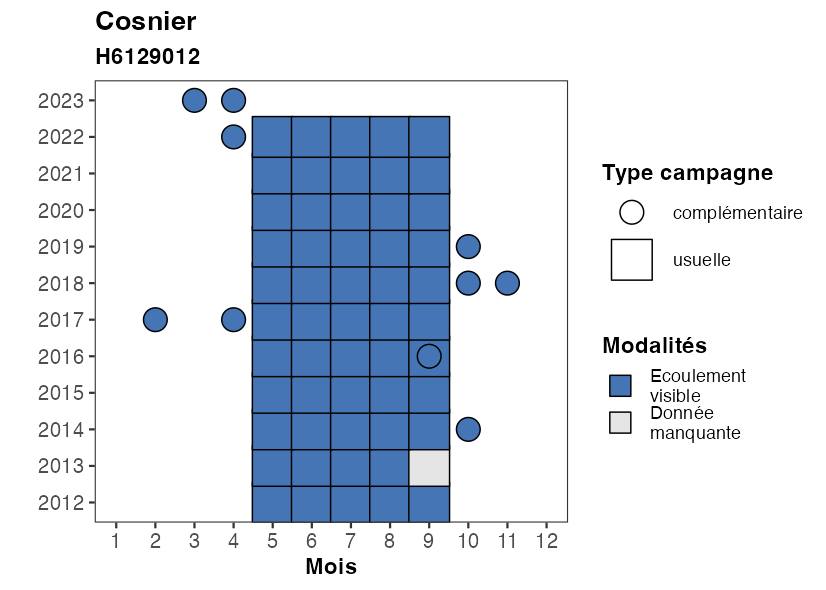 Cosnier
H6129012
2023
2022
2021
2020
2019
2018
2017
2016
2015
2014
2013
2012
1 2 3 4 5 6 7 8 9 10 11 12
Mois
Type campagne
complémentaire
usuelle
Modalités
Ecoulement
visible
Donnée
manquante